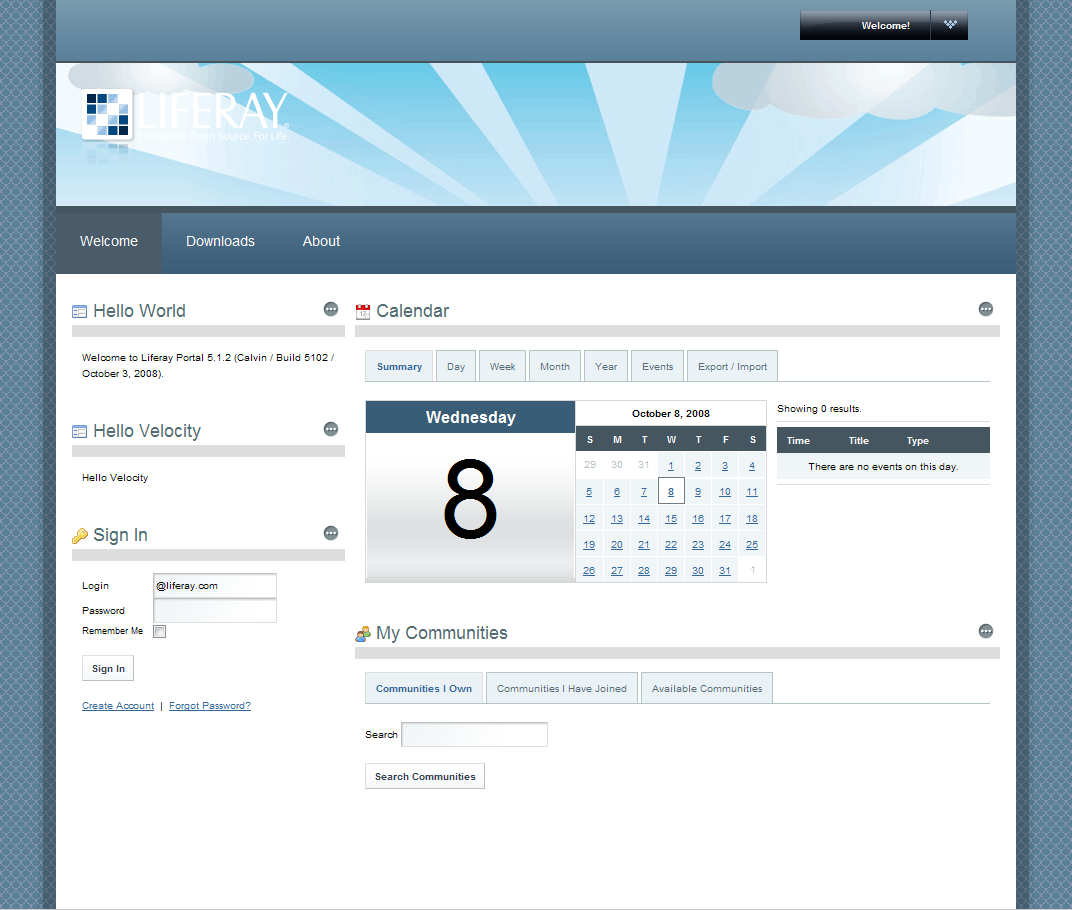 Welcome!
LIFERAY
Enterprise. Open Source. For Life.
Welcome Downloads About
Hello World
Welcome to Liferay Portal 5.1.2 (Calvin / Build 5102 /
October 3, 2008).
Hello Velocity
Hello Velocity
Sign In
Login @liferay.com
Password
Remember Me
Sign In
Create Account | Forgot Password?
Calendar
Summary Day Week Month Year Events Export / Import
Wednesday
8
October 8, 2008
S M T W T F S
29 30 31 1 2 3 4
5 6 7 8 9 10 11
12 13 14 15 16 17 18
19 20 21 22 23 24 25
26 27 28 29 30 31 1
Showing 0 results.
Time Title Type
There are no events on this day.
My Communities
Communities I Own Communities I Have Joined Available Communities
Search
Search Communities